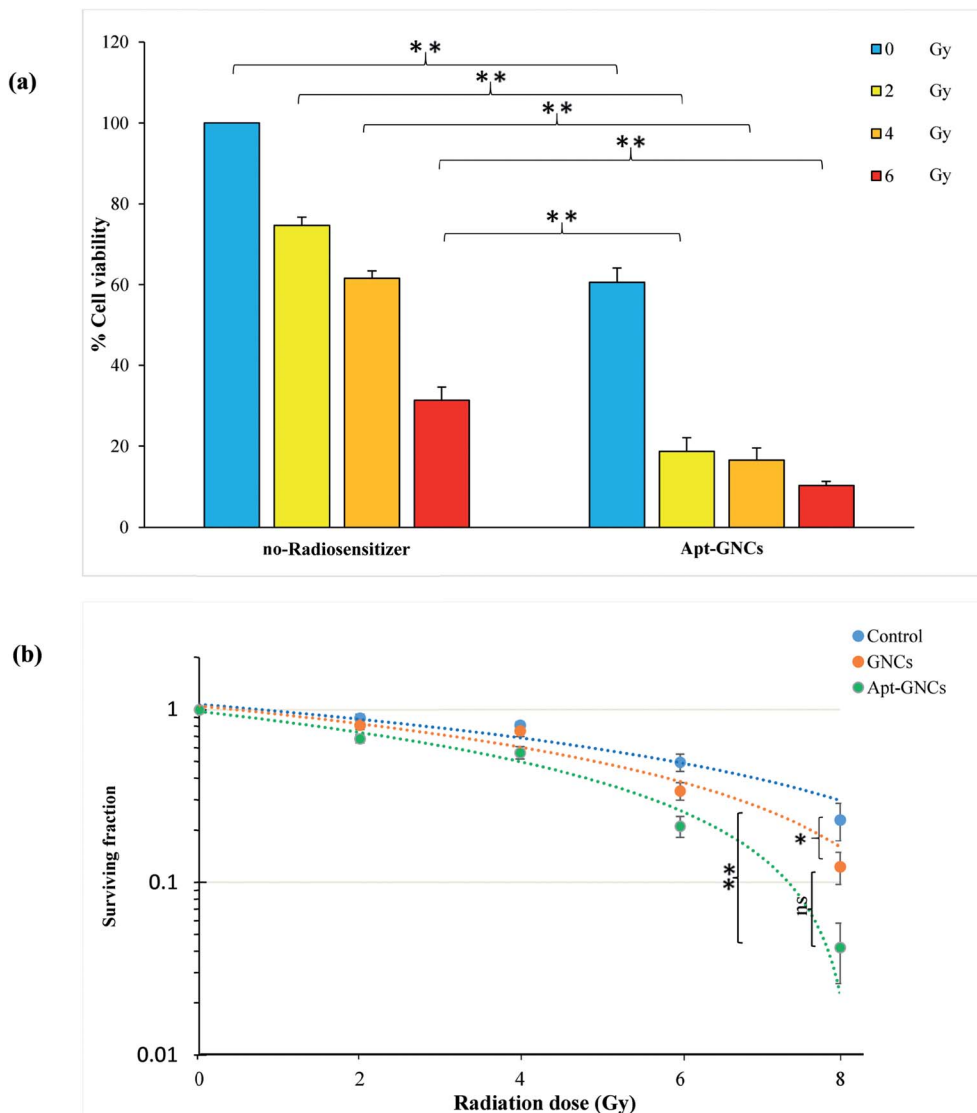 (a)
120
100
80
60
40
20
0
% Cell viability
**
**
**
**
**
0 Gy
2 Gy
4 Gy
6 Gy
no-Radiosensitizer
Apt-GNCs
(b)
Control
GNCs
Apt-GNCs
1
0.1
0.01
Surviving fraction
*
**
ns
0
2
4
6
8
Radiation dose (Gy)